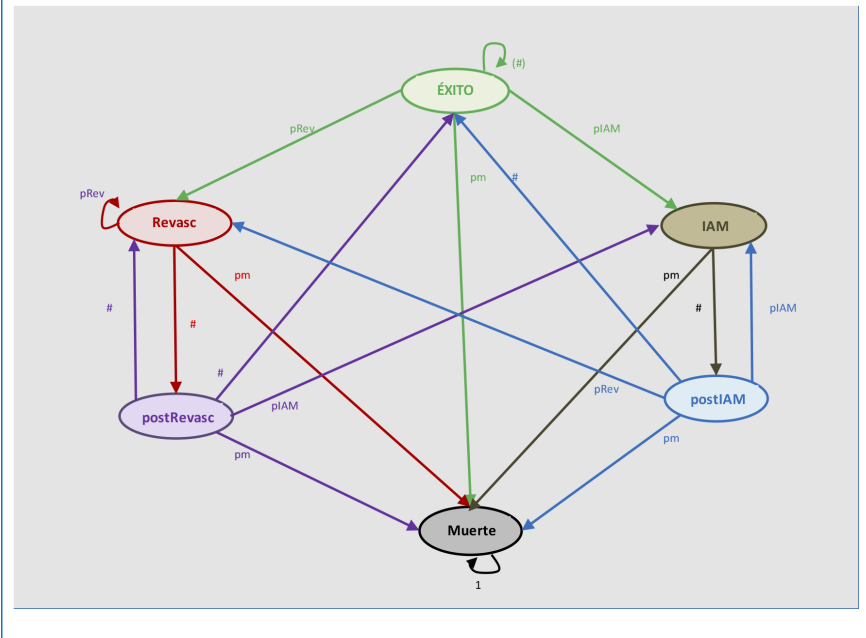 (#)
ÉXITO
pRev
pIAM
pm
#
pRev
Revasc
IAM
pm
pm
#
#
pIAM
#
#
pRev
postIAM
pIAM
postRevasc
pm
pm
Muerte
1